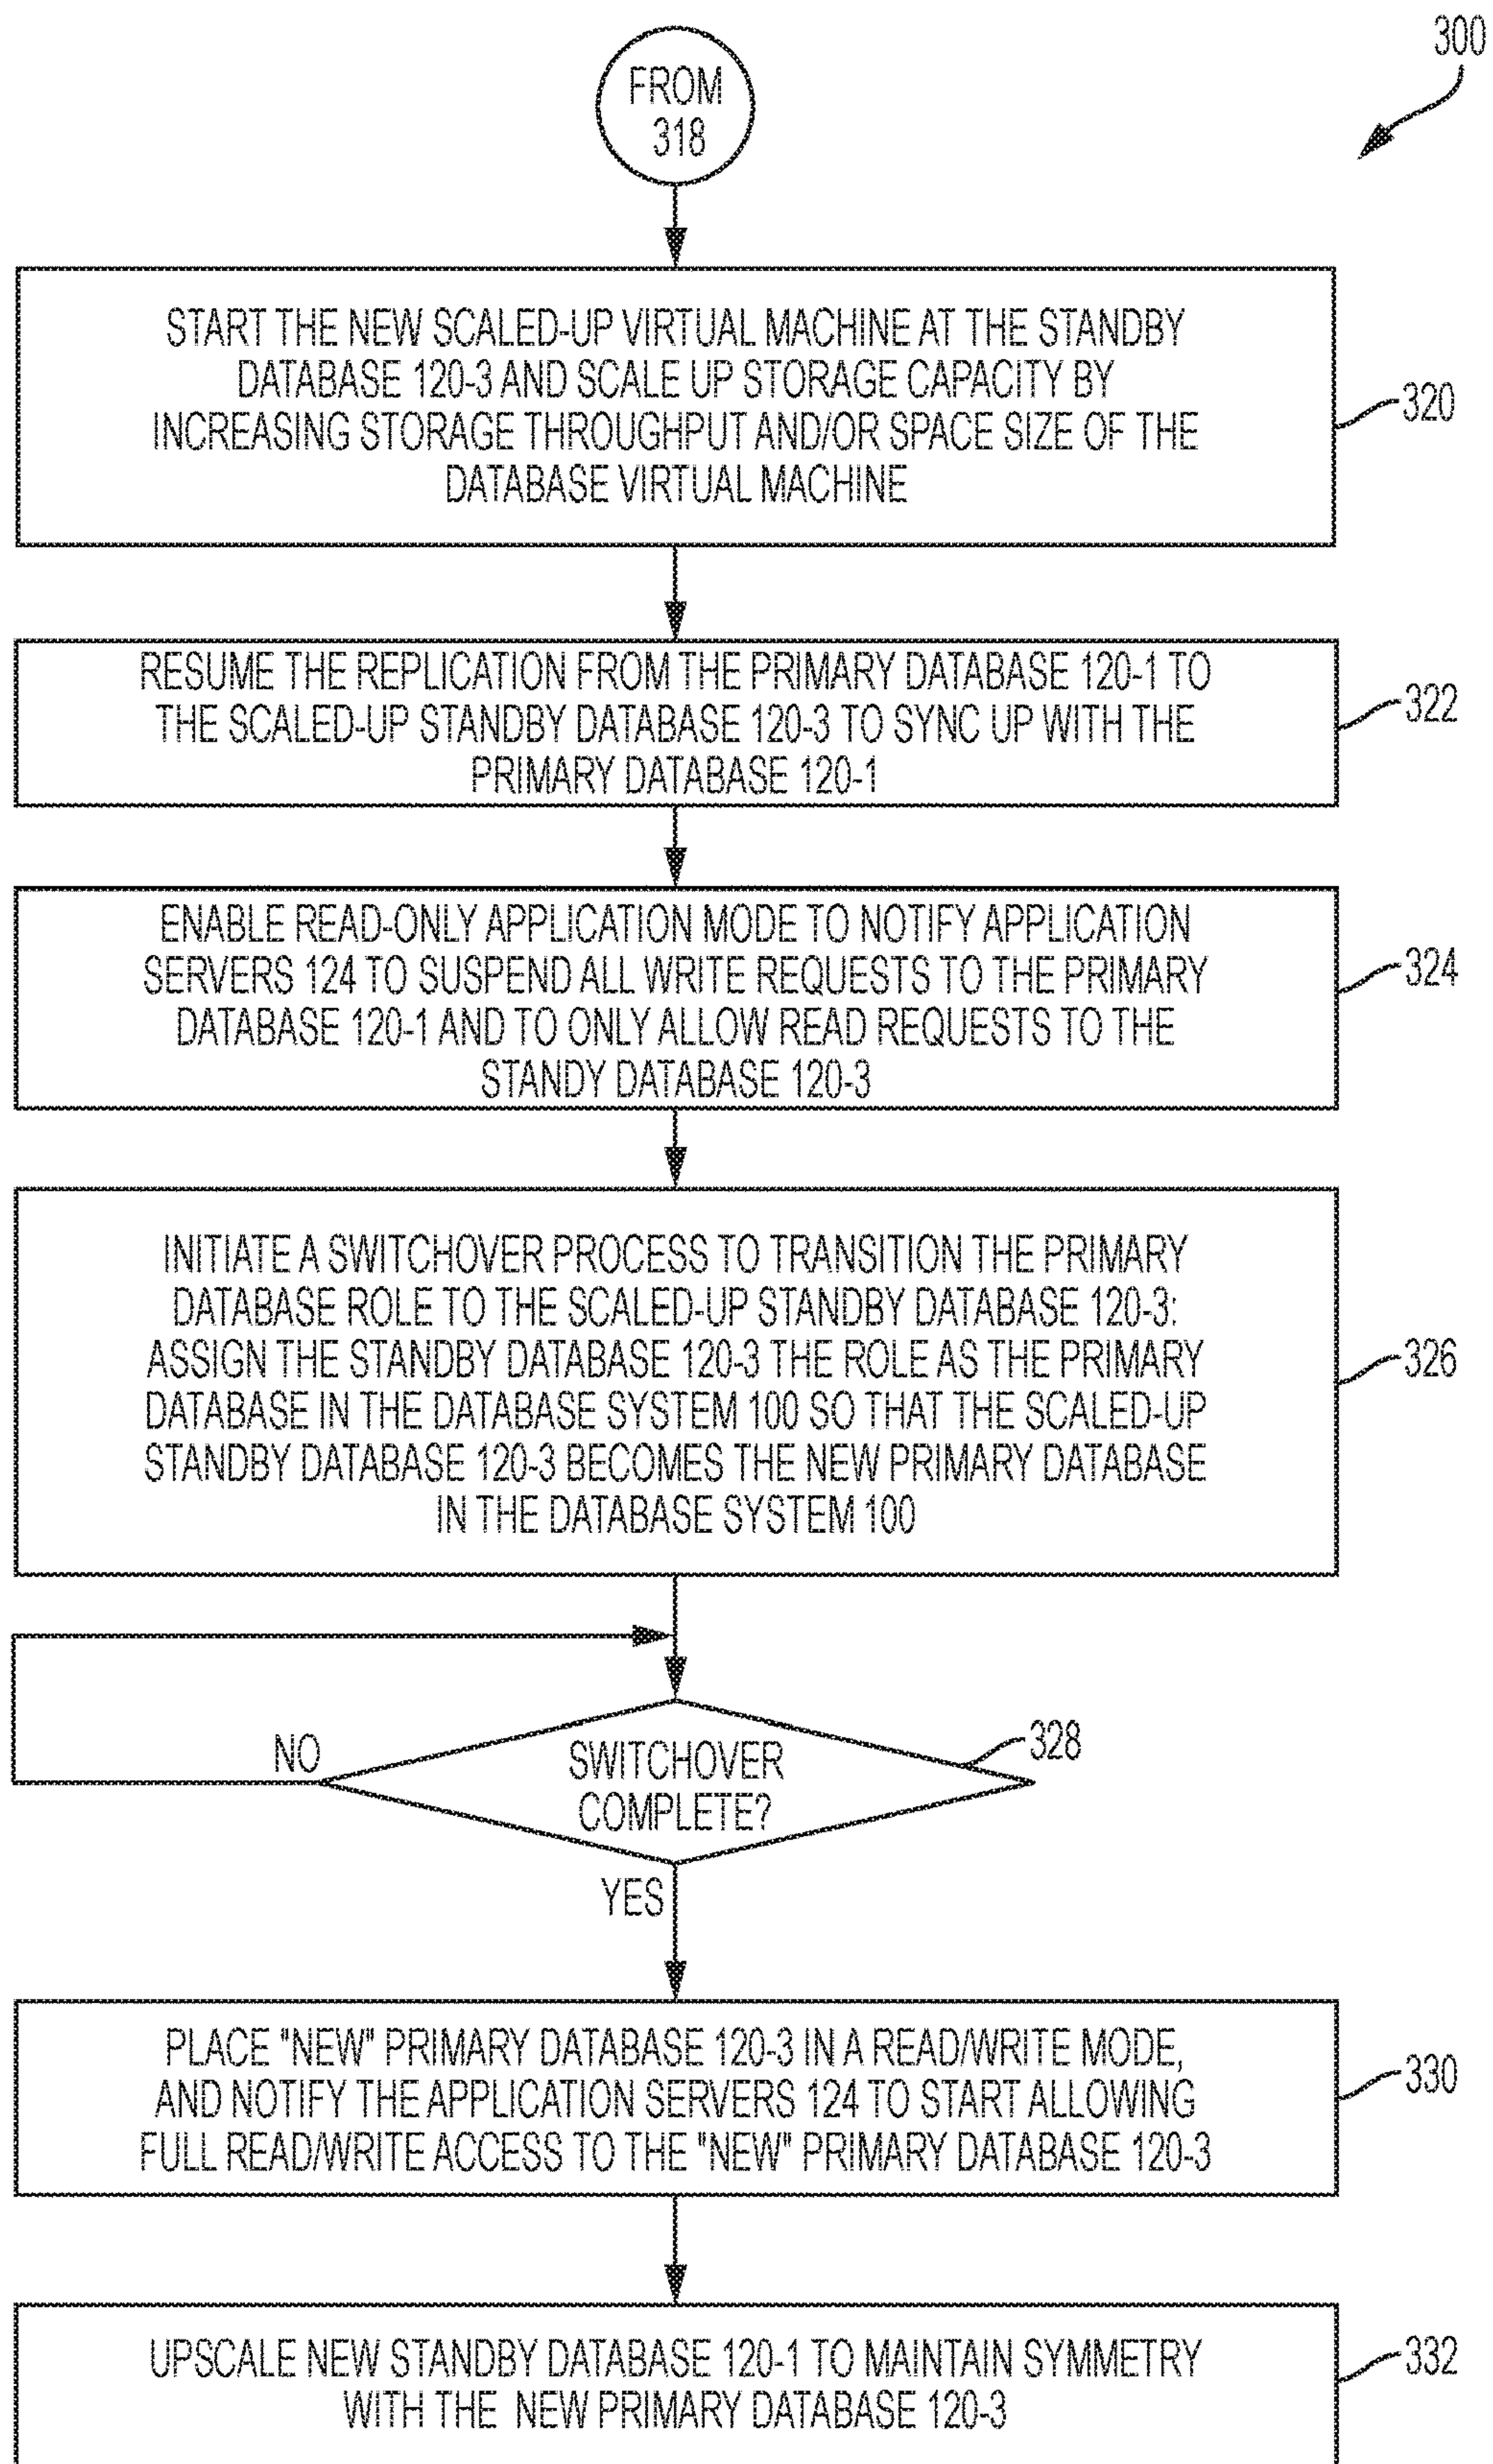 300
FROM
318
START THE NEW SCALED-UP VIRTUAL MACHINE AT THE STANDBY
DATABASE 120-3 AND SCALE UP STORAGE CAPACITY BY
INCREASING STORAGE THROUGHPUT AND/OR SPACE SIZE OF THE
DATABASE VIRTUAL MACHINE
320
RESUME THE REPLICATION FROM THE PRIMARY DATABASE 120-1 TO
THE SCALED-UP STANDBY DATABASE 120-3 TO SYNC UP WITH THE
PRIMARY DATABASE 120-1
322
ENABLE READ-ONLY APPLICATION MODE TO NOTIFY APPLICATION
SERVERS 124 TO SUSPEND ALL WRITE REQUESTS TO THE PRIMARY
DATABASE 120-1 AND TO ONLY ALLOW READ REQUESTS TO THE
STANDY DATABASE 120-3
324
INITIATE A SWITCHOVER PROCESS TO TRANSITION THE PRIMARY
DATABASE ROLE TO THE SCALED-UP STANDBY DATABASE 120-3:
ASSIGN THE STANDBY DATABASE 120-3 THE ROLE AS THE PRIMARY
DATABASE IN THE DATABASE SYSTEM 100 SO THAT THE SCALED-UP
STANDBY DATABASE 120-3 BECOMES THE NEW PRIMARY DATABASE
IN THE DATABASE SYSTEM 100
326
NO
SWITCHOVER
COMPLETE?
328
YES
PLACE "NEW" PRIMARY DATABASE 120-3 IN A READ/WRITE MODE,
AND NOTIFY THE APPLICATION SERVERS 124 TO START ALLOWING
FULL READ/WRITE ACCESS TO THE "NEW" PRIMARY DATABASE 120-3
330
UPSCALE NEW STANDBY DATABASE 120-1 TO MAINTAIN SYMMETRY
WITH THE NEW PRIMARY DATABASE 120-3
332